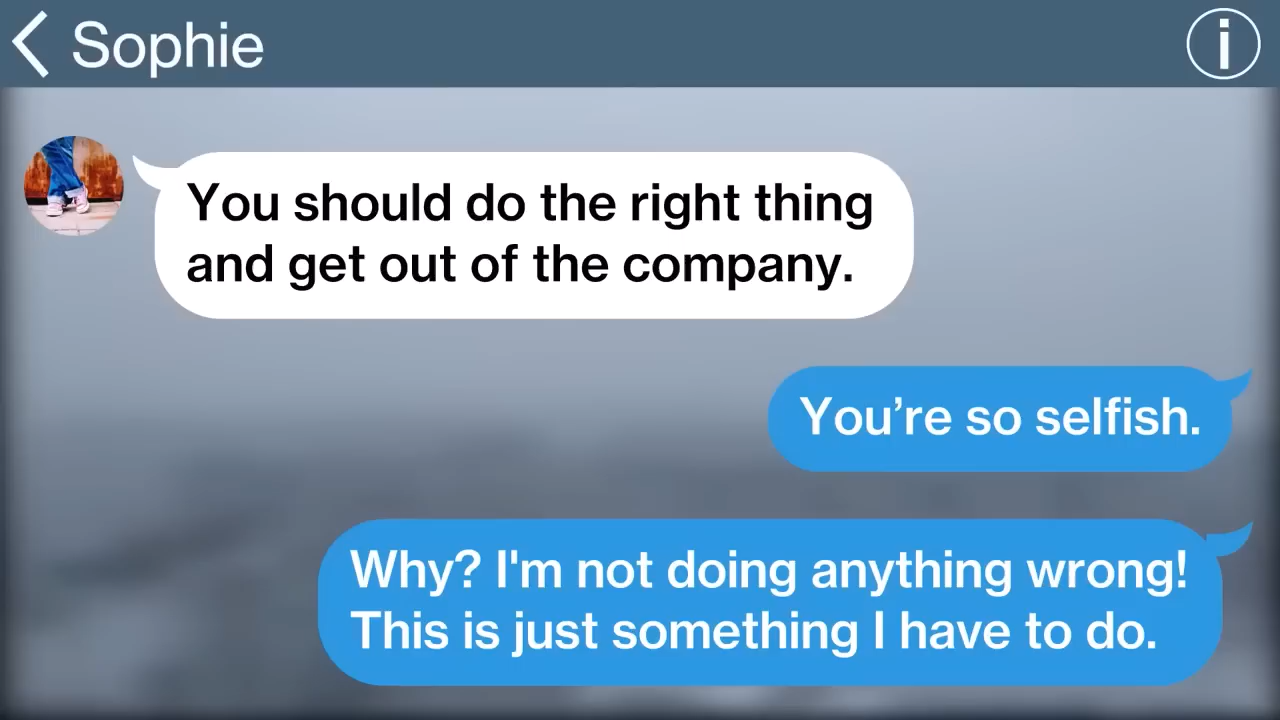 Sophie
You should do the right thing
and get out of the company.
You’re so selfish.
Why? I'm not doing anything wrong!
This is just something I have to do.